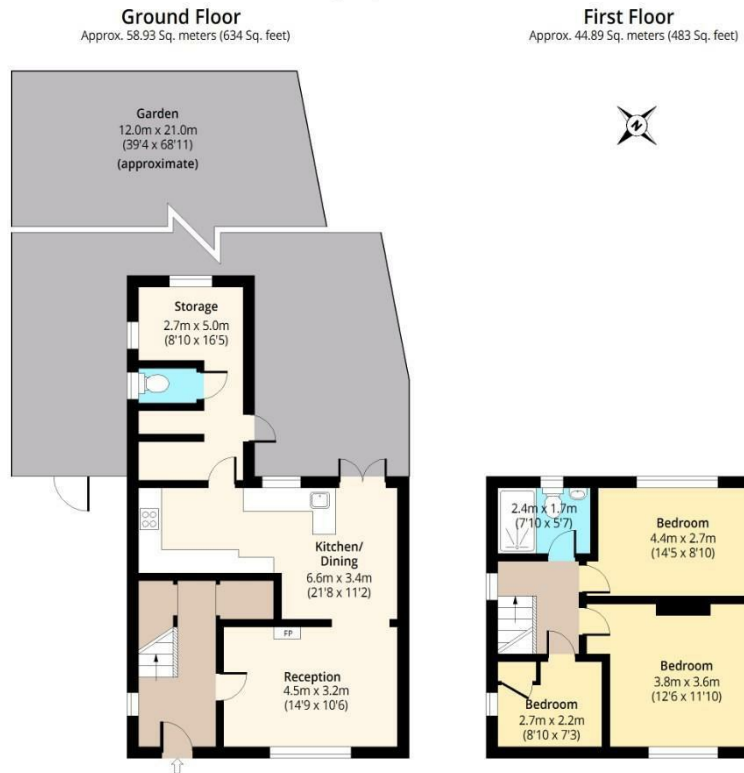 Ground Floor
Approx. 58.93 Sq. meters (634 Sq. feet)
First Floor
Approx. 44.89 Sq. meters (483 Sq. feet)
Garden
12.0m x 21.0m
(39'4 x 68'11)
(approximate)
N
Storage
2.7m x 5.0m
(8'10 x 16'5)
Kitchen/
Dining
6.6m x 3.4m
(21'8 x 11'2)
FP
Reception
4.5m x 3.2m
(14'9 x 10'6)
2.4m x 1.7m
(7'10 x 5'7)
Bedroom
4.4m x 2.7m
(14'5 x 8'10)
Bedroom
3.8m x 3.6m
(12'6 x 11'10)
Bedroom
2.7m x 2.2m
(8'10 x 7'3)